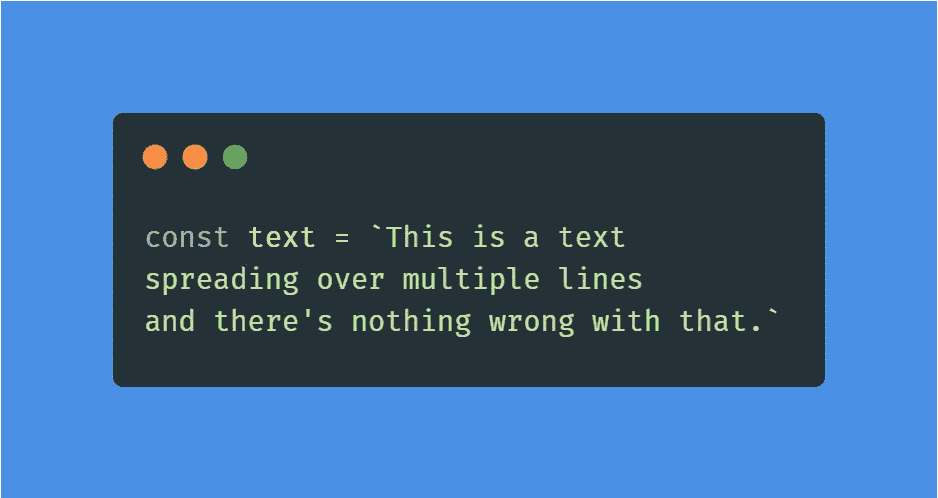 const text = `This is a text
spreading over multiple lines
and there's nothing wrong with that.`